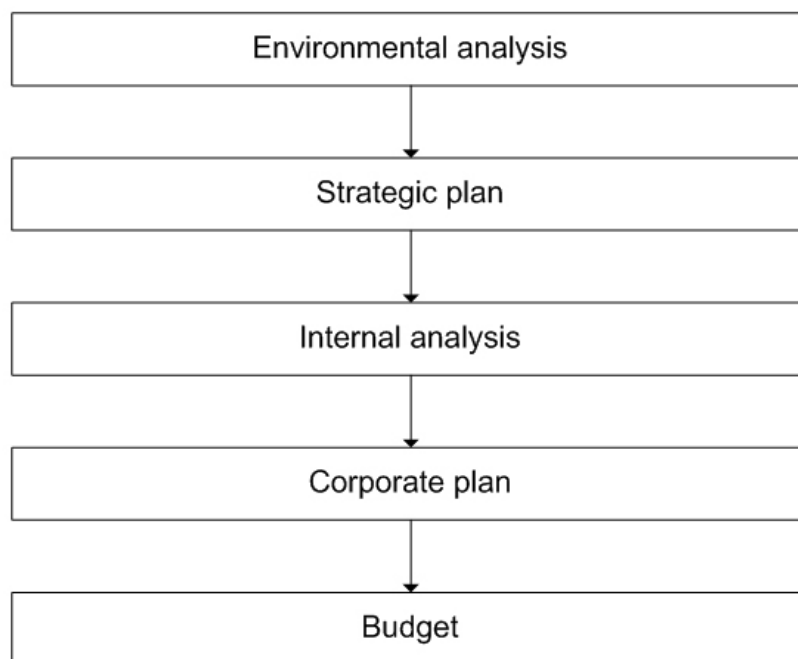 Environmental analysis
Strategic plan
Internal analysis
Corporate plan
Budget